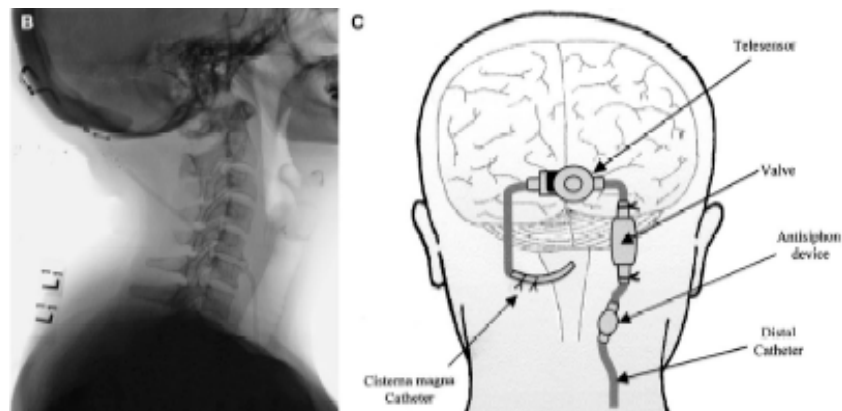 B
C
Telesensor
Valve
Antisiphon
device
Distal
Catheter
Cisterna magna
Catheter